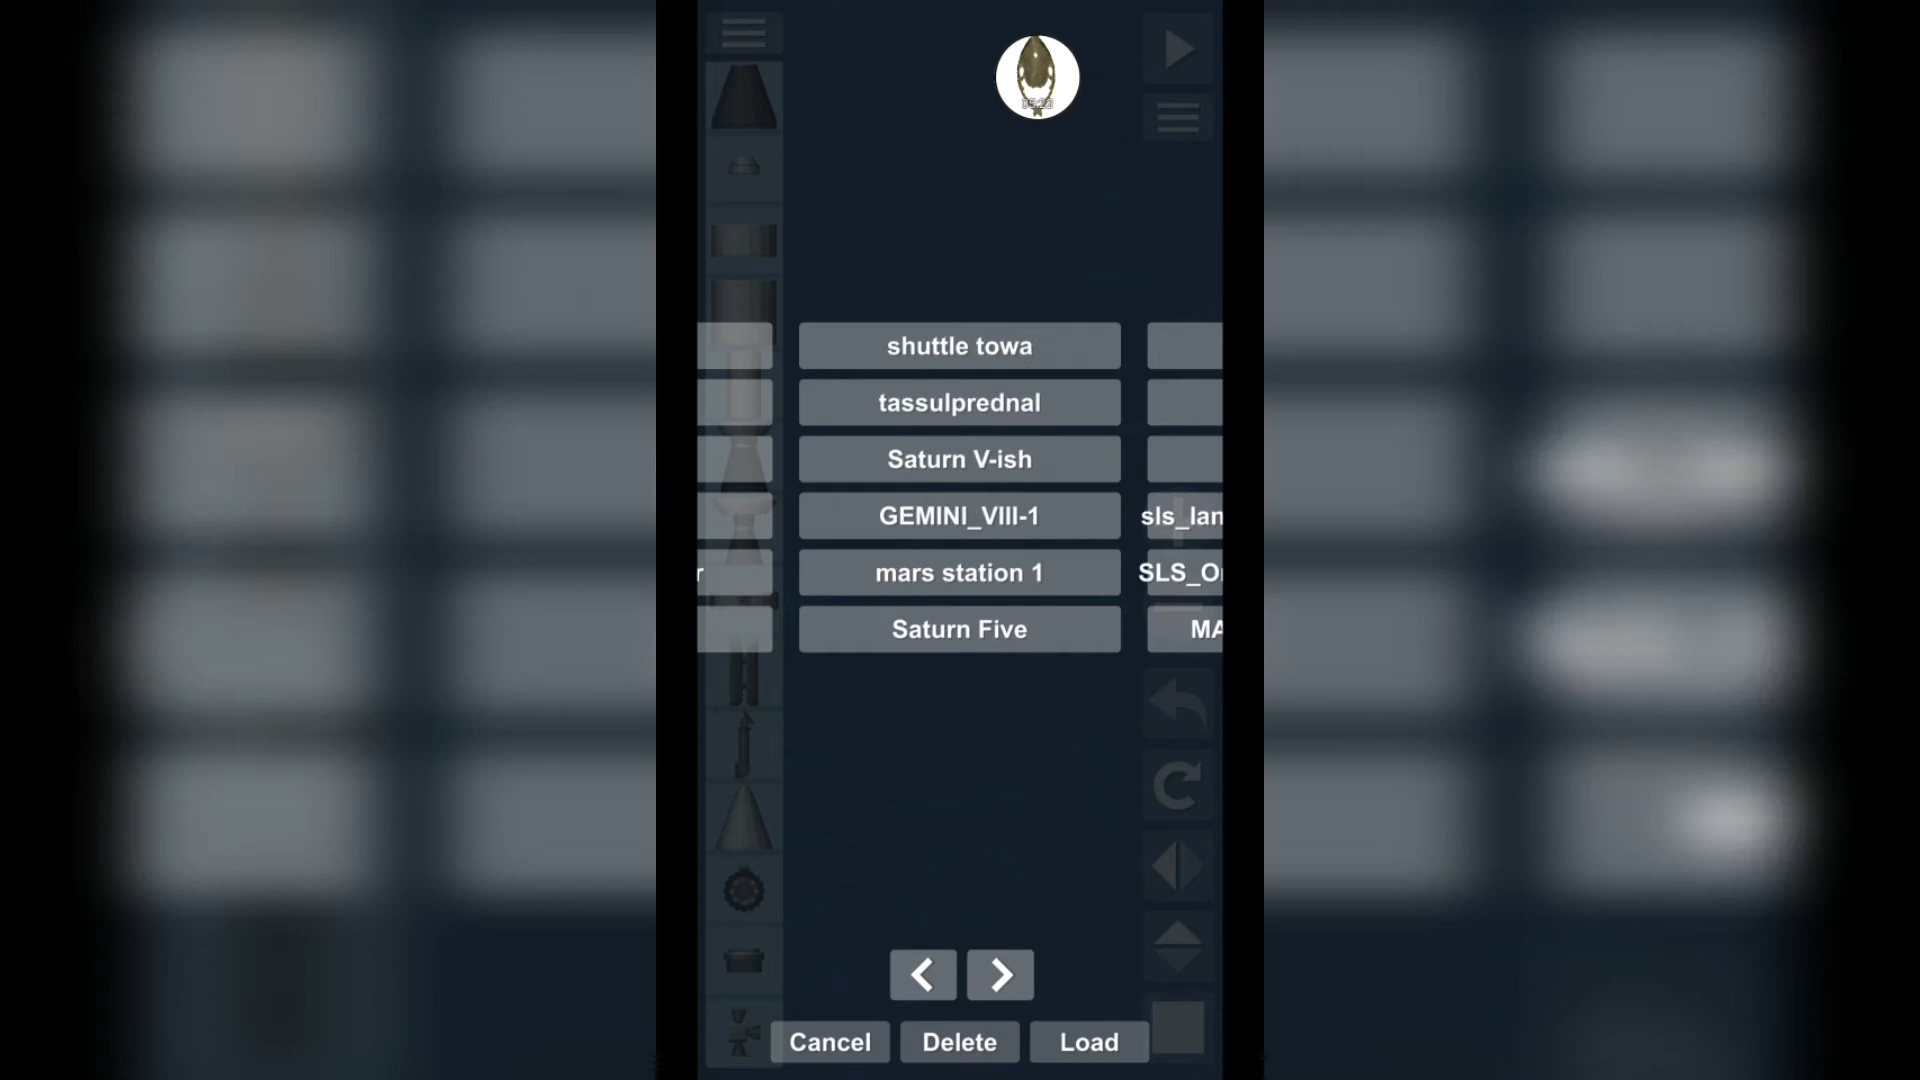 shuttle towa
tassulprednal
Saturn V-ish
GEMINI_VIII-1
sls_lan
r
mars station 1
SLS_O
Saturn Five
MA
Cancel
Delete
Load